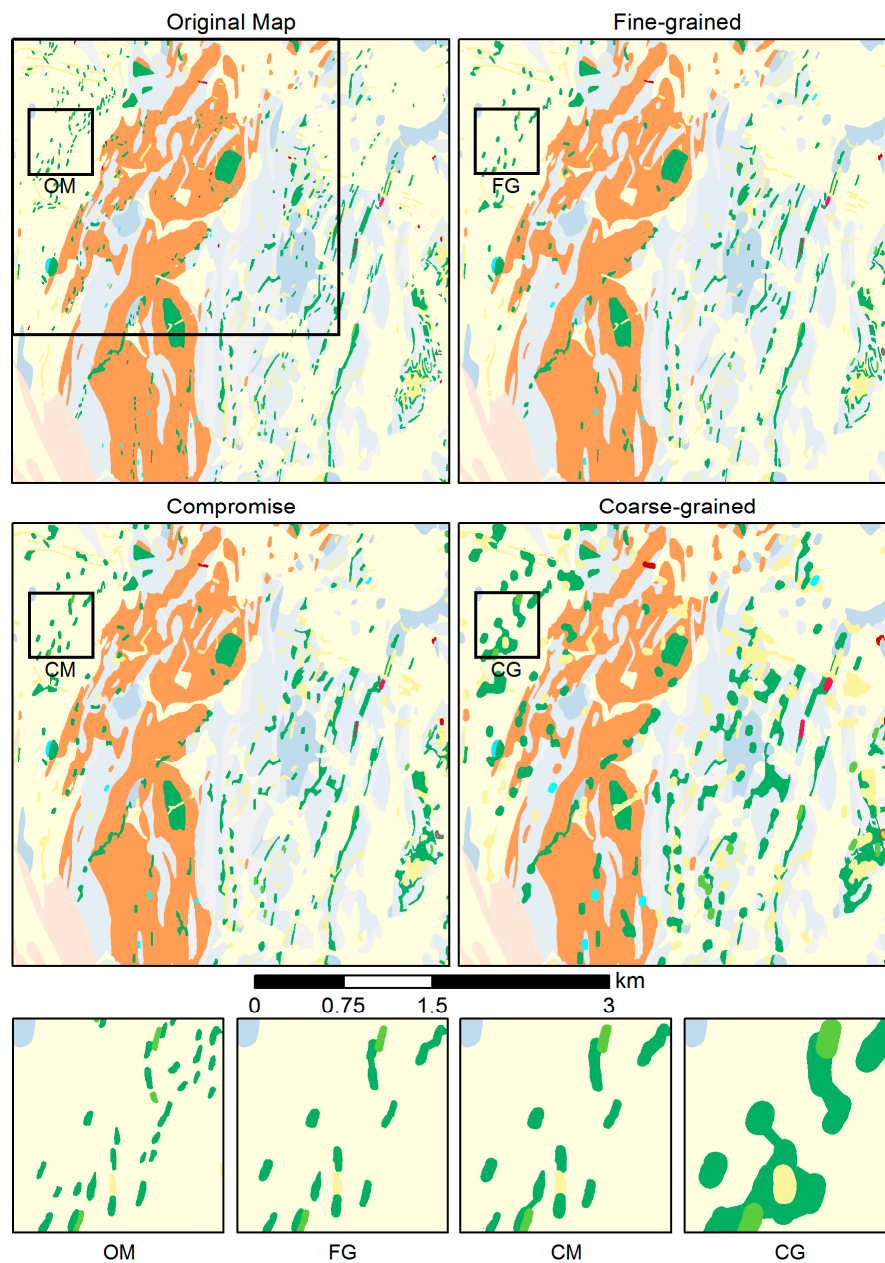 Original Map Fine-grained
OM FG
Compromise Coarse-grained
CM CG
km
0 0.75 1.5 3
OM FG CM CG